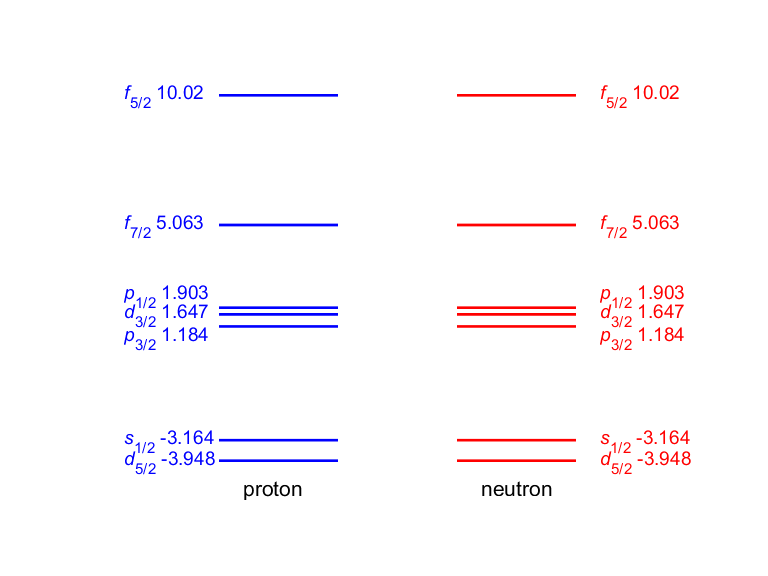 f5/2 10.02 f5/2 10.02
f7/2 5.063 f7/2 5.063
p1/2 1.903 p1/2 1.903
d3/2 1.647 d3/2 1.647
p3/2 1.184 p3/2 1.184
s1/2 -3.164 s1/2 -3.164
d5/2 -3.948 d5/2 -3.948
proton neutron